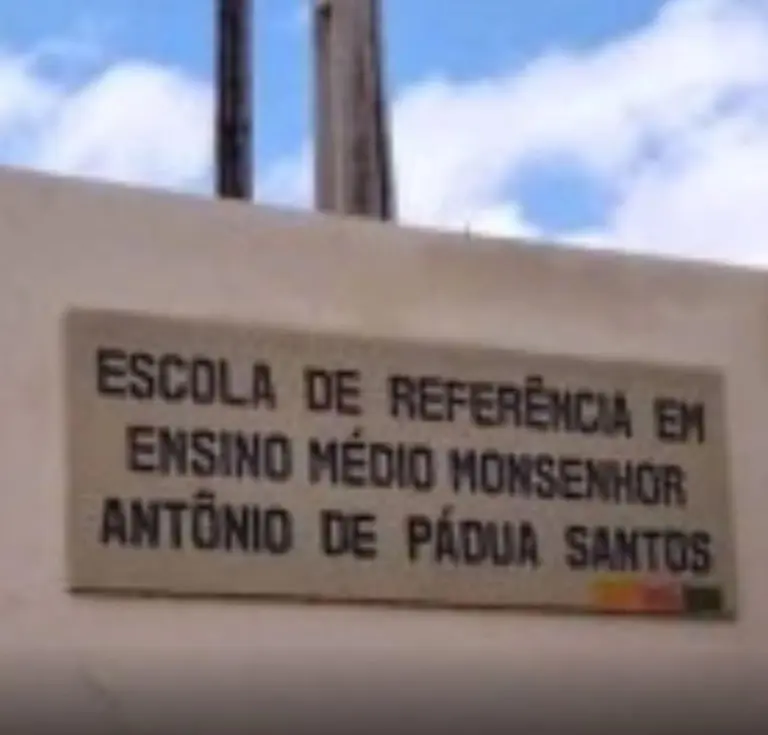 ESCOLA DE REFERÊNCIA EM
ENSINO MÉDIO MONSENHOR
ANTÔNIO DE PÁDUA SANTOS